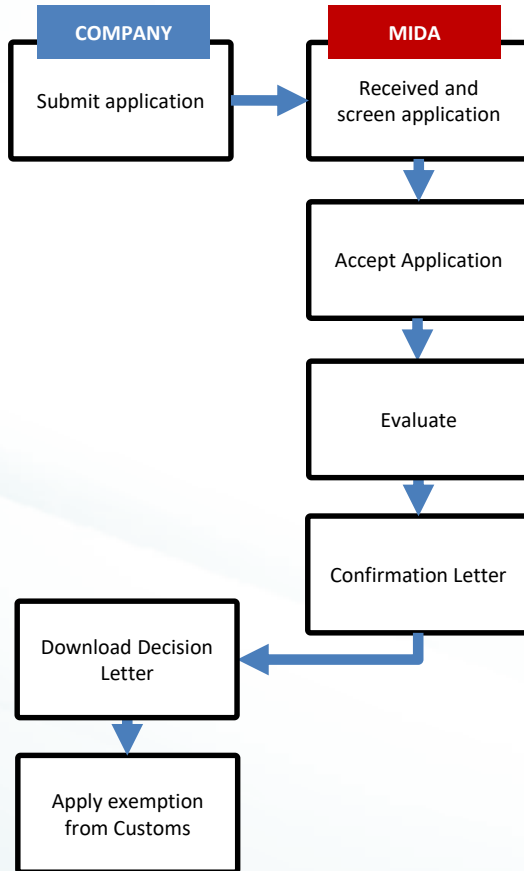 COMPANY
MIDA
Submit application
Received and
screen application
Accept Application
Evaluate
Confirmation Letter
Download Decision
Letter
Apply exemption
from Customs